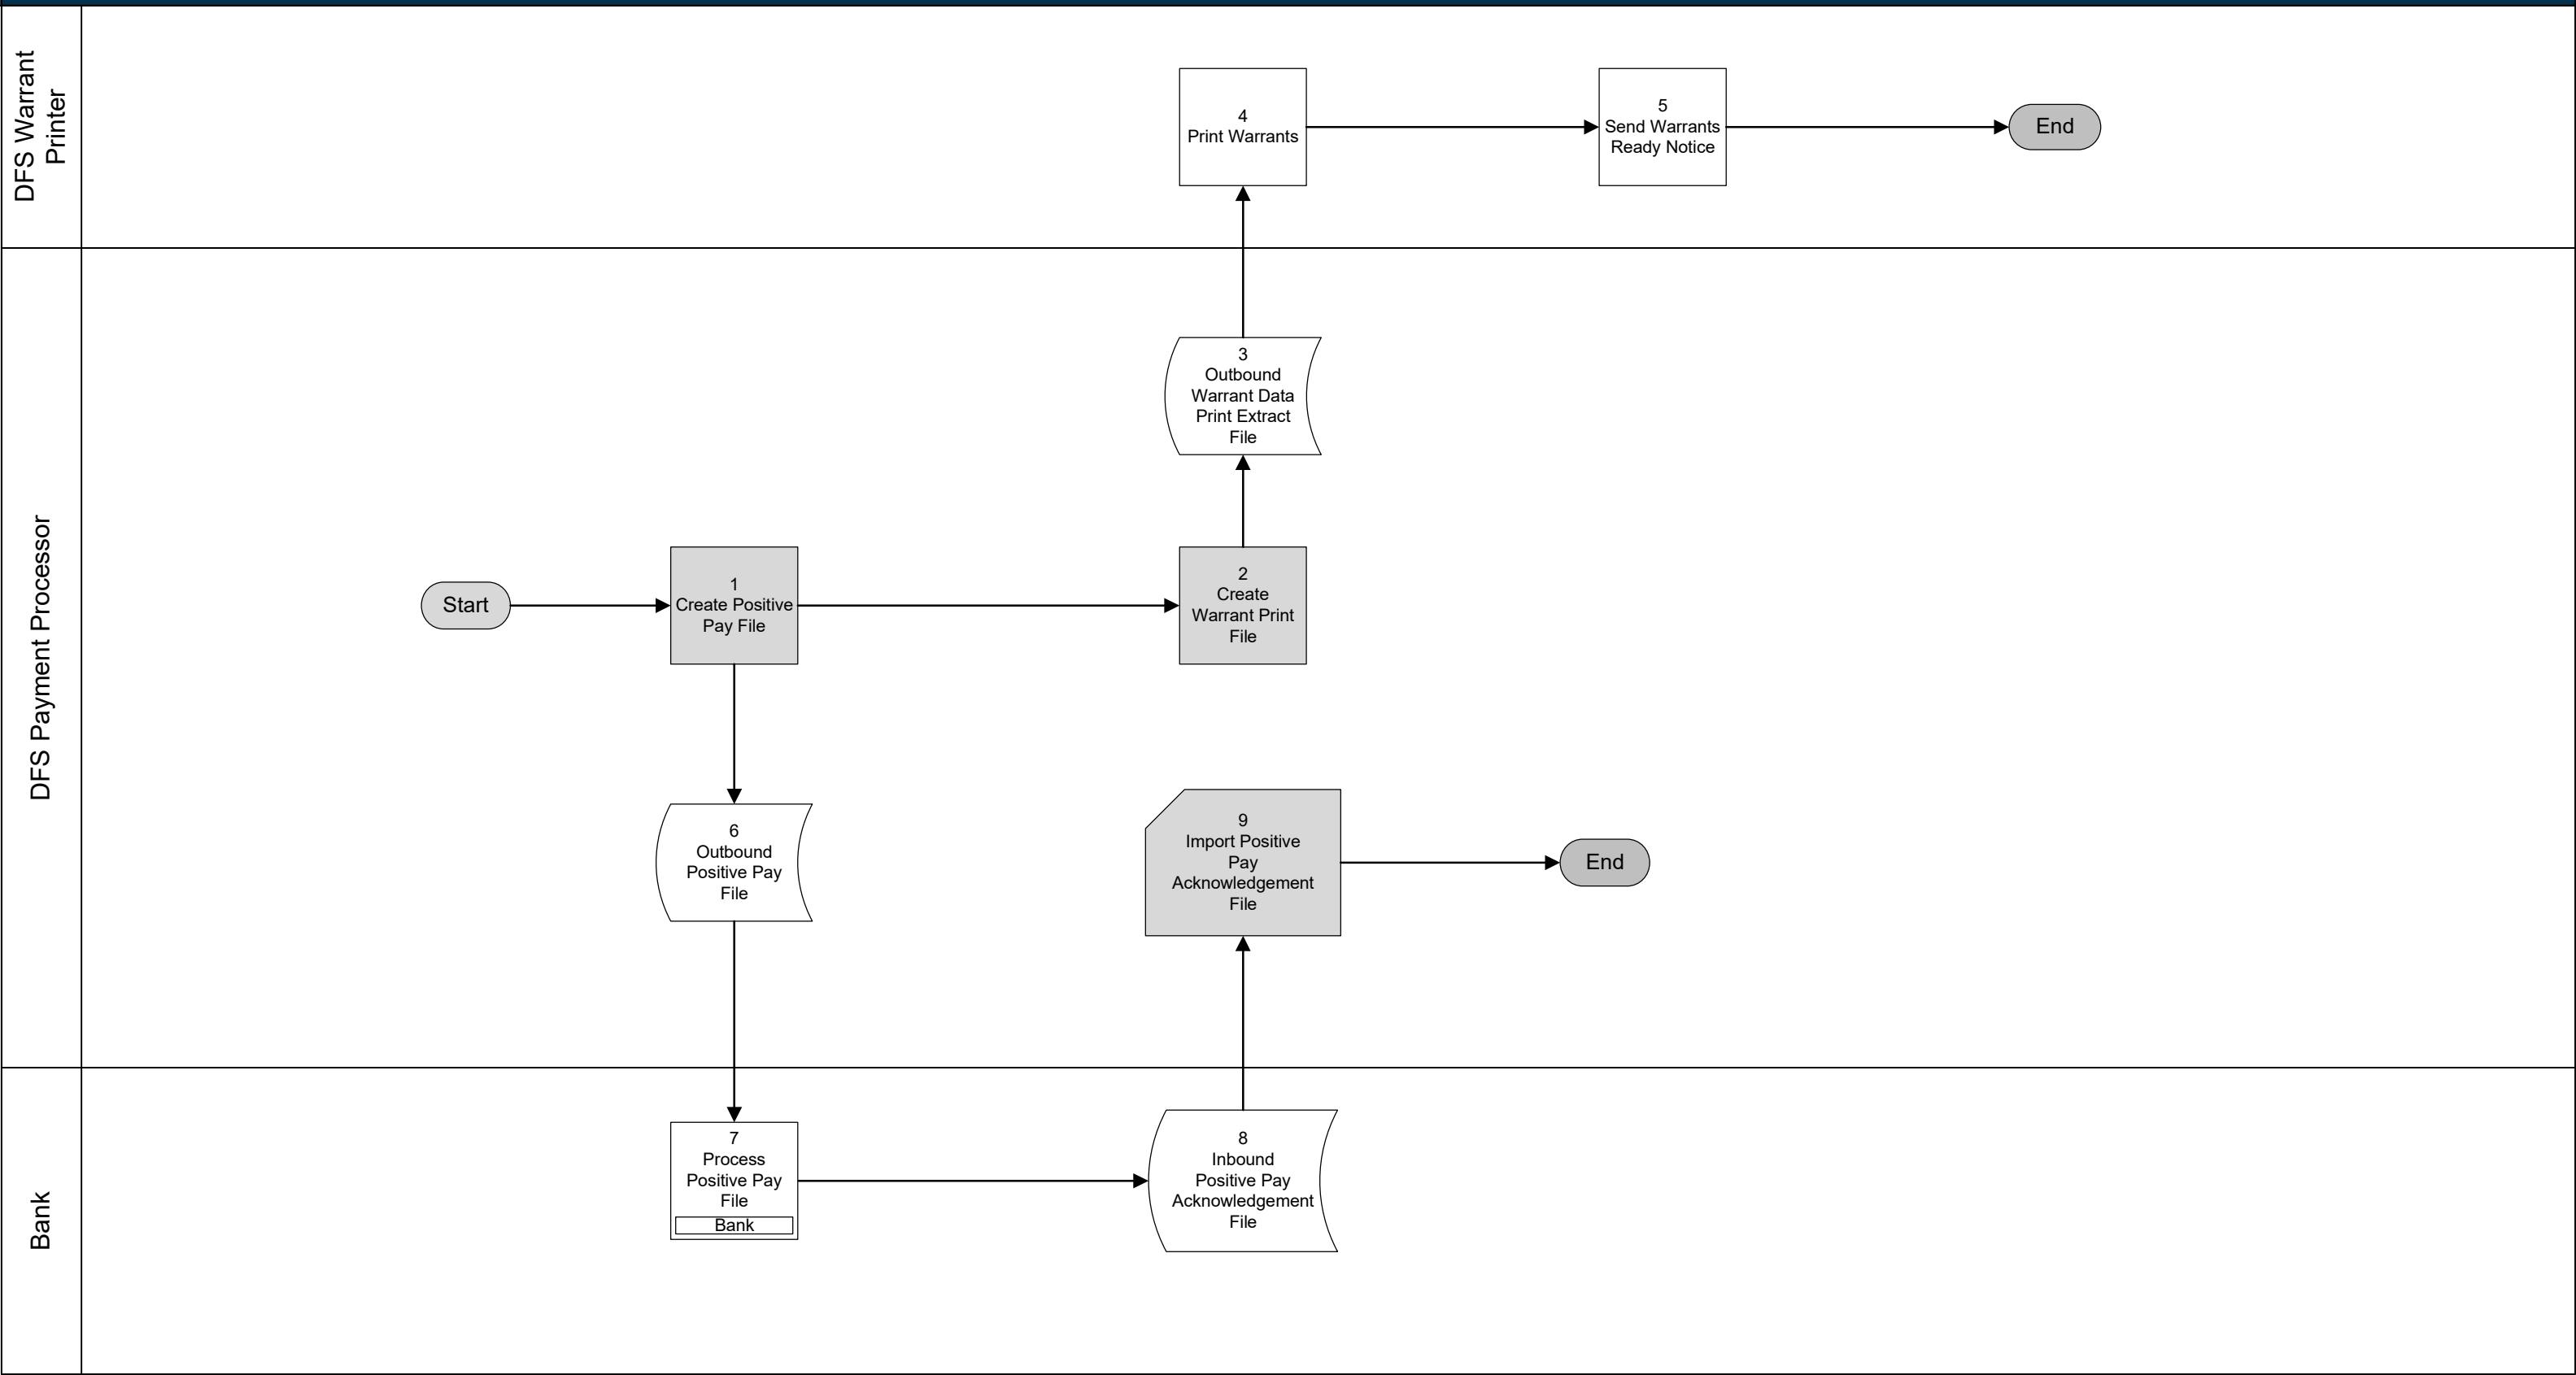 DFS Warrant
Printer
4
Print Warrants
5
Send Warrants
Ready Notice
End
DFS Payment Processor
3
Outbound
Warrant Data
Print Extract
File
Start
1
Create Positive
Pay File
2
Create
Warrant Print
File
6
Outbound
Positive Pay
File
9
Import Positive
Pay
Acknowledgement
File
End
Bank
7
Process
Positive Pay
File
Bank
8
Inbound
Positive Pay
Acknowledgement
File